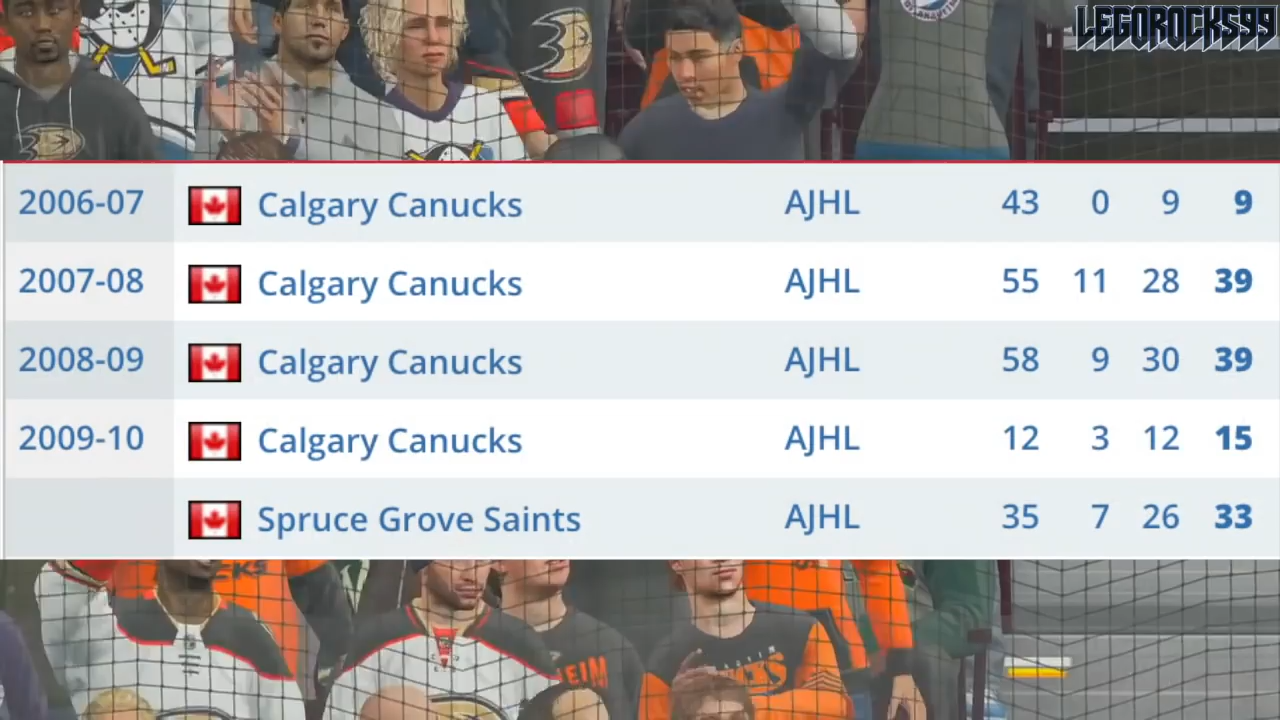 LEGOROCKS99
2006-07 Calgary Canucks AJHL 43 0 9 9
2007-08 Calgary Canucks AJHL 55 11 28 39
2008-09 Calgary Canucks AJHL 58 9 30 39
2009-10 Calgary Canucks AJHL 12 3 12 15
Spruce Grove Saints AJHL 35 7 26 33